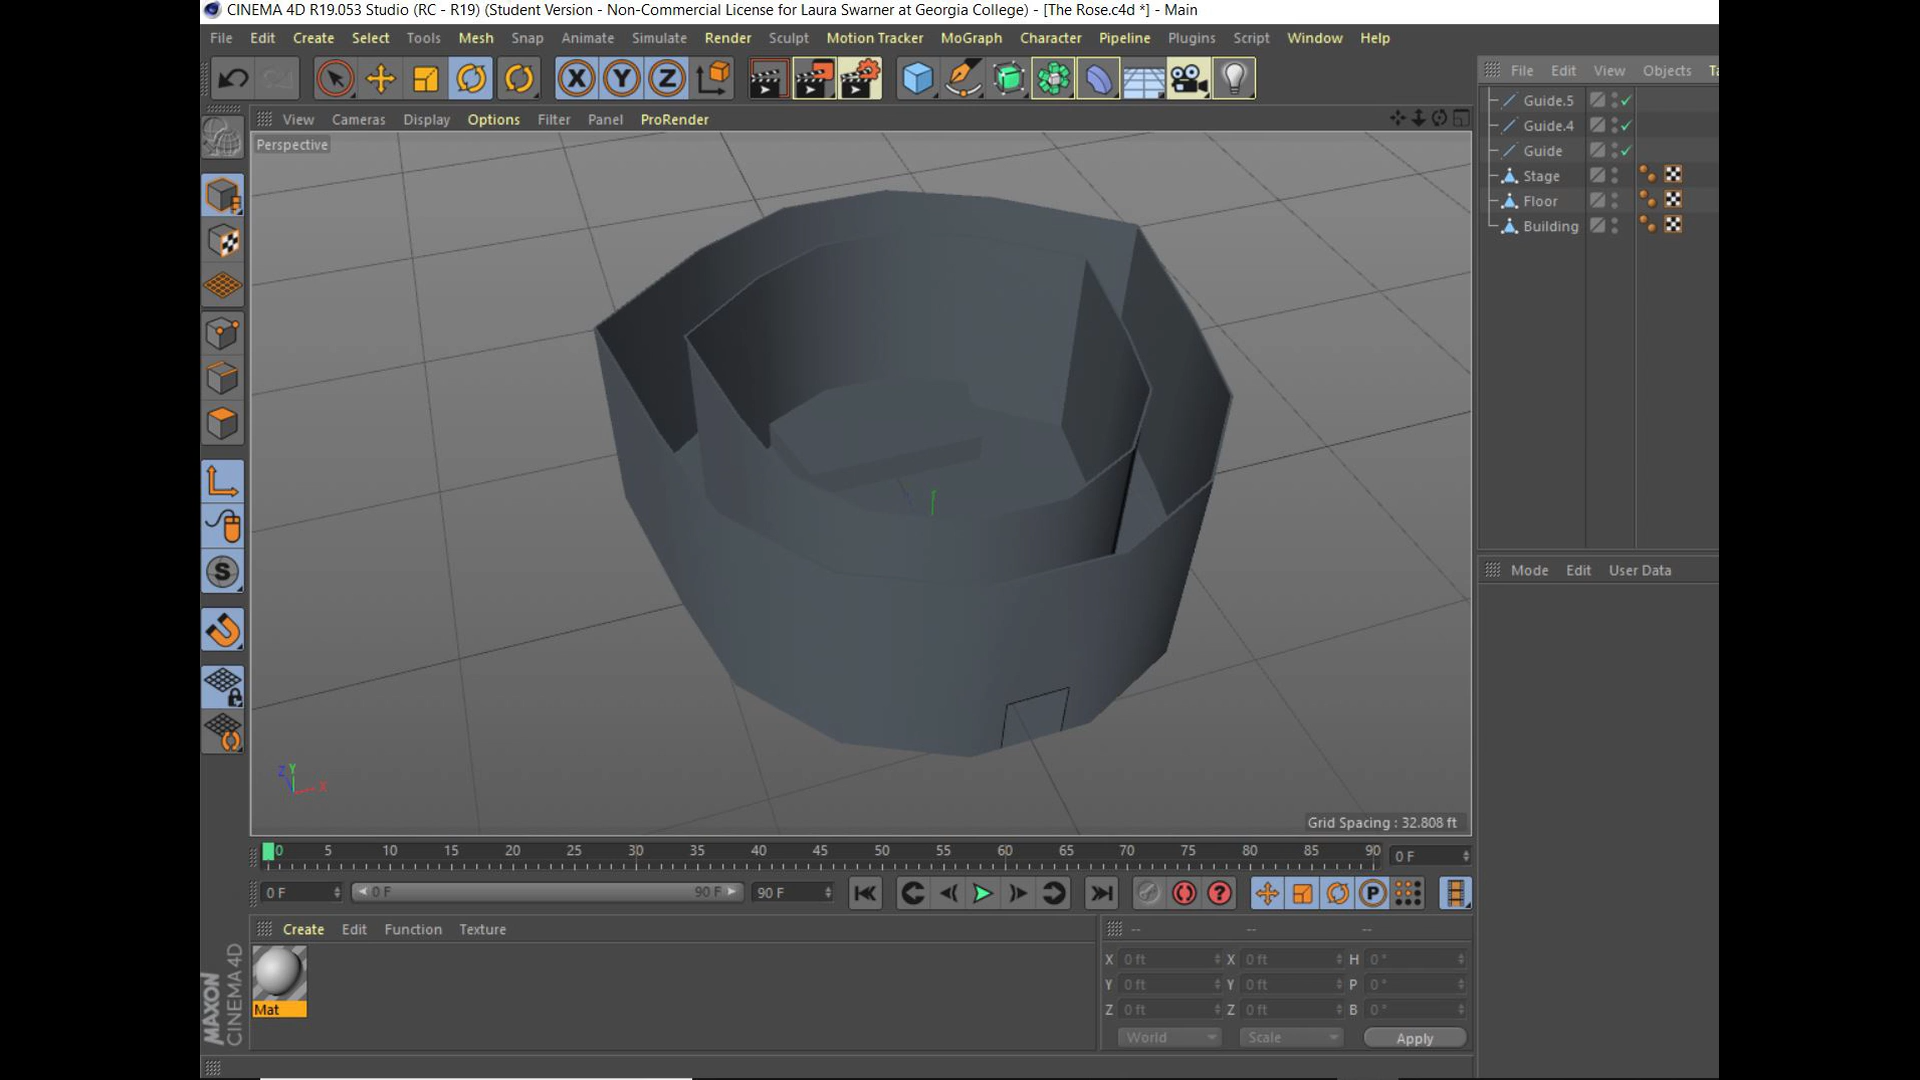 CINEMA 4D R19.053 Studio (RC - R19) (Student Version - Non-Commercial License for Laura Swarner at Georgia College) - [The Rose.c4d *] - Main
File Edit Create Select Tools Mesh Snap Animate Simulate Render Sculpt Motion Tracker MoGraph Character Pipeline Plugins Script Window Help
X Y Z
File Edit View Objects Ta
View Cameras Display Options Filter Panel ProRender
Perspective
Guide.5
Guide.4
Guide
Stage
Floor
Building
Mode Edit User Data
S
Z Y X
Grid Spacing : 32.808 ft
0 5 10 15 20 25 30 35 40 45 50 55 60 65 70 75 80 85 90 0 F
0 F 0 F 90 F 90 F ? P
Create Edit Function Texture -- -- --
Mat
X 0 ft X 0 ft H 0 °
Y 0 ft Y 0 ft P 0 °
Z 0 ft Z 0 ft B 0 °
World Scale Apply
MAXON
CINEMA 4D